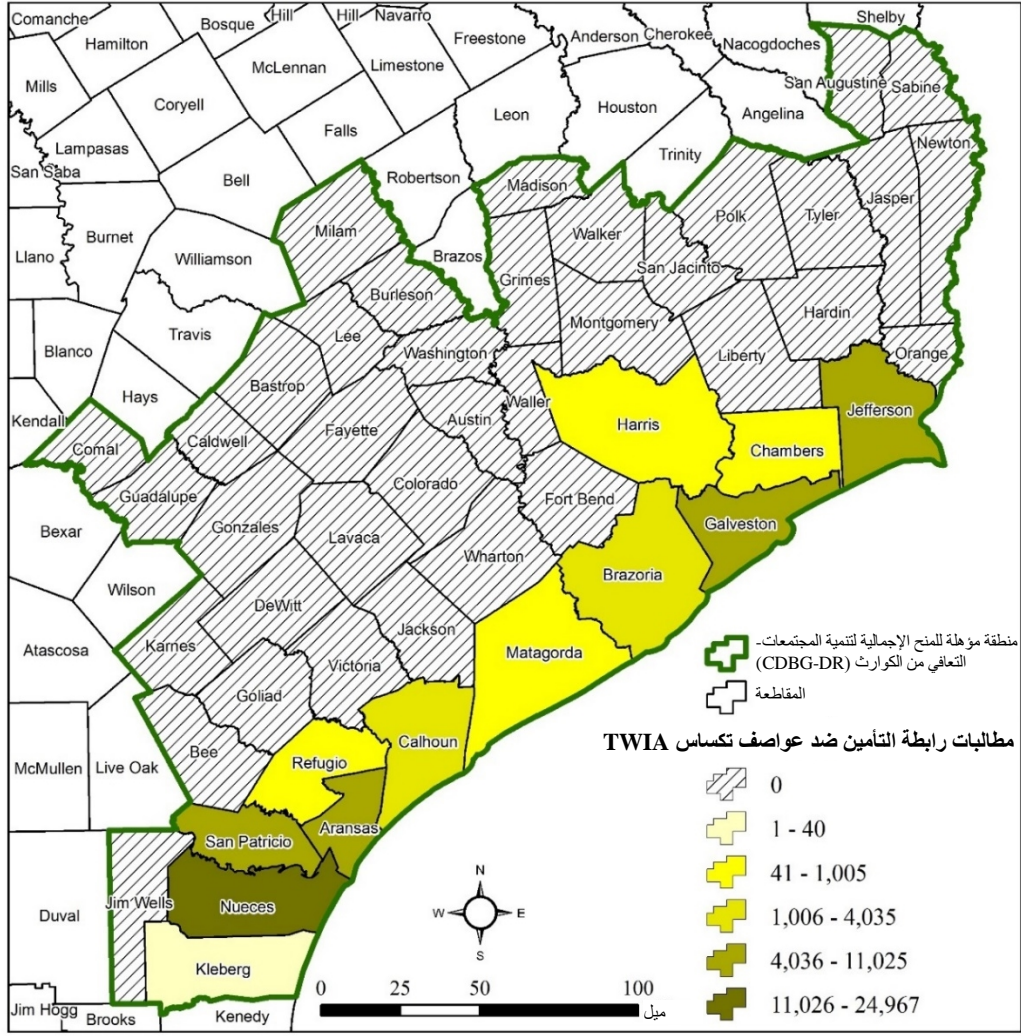 Comanche
Bosque
Hill
Hill
Navarro
Freestone
Anderson
Cherokee
Nacogdoches
Shelby
Hamilton
McLennan
Limestone
San Augustine
Sabine
Mills
Coryell
Leon
Houston
Angelina
Falls
Newton
Lampasas
San Saba
Trinity
Robertson
Madison
Bell
Jasper
Polk
Tyler
Burnet
Milam
Walker
Llano
Williamson
Brazos
San Jacinto
Grimes
Burleson
Hardin
Montgomery
Travis
Lee
Liberty
Blanco
Washington
Orange
Bastrop
Hays
Waller
Jefferson
Kendall
Austin
Harris
Caldwell
Fayette
Comal
Chambers
Colorado
Guadalupe
Fort Bend
Gonzales
Galveston
Bexar
Lavaca
Wharton
Brazoria
Wilson
DeWitt
Jackson
Karnes
Atascosa
Matagorda
Victoria
Goliad
Calhoun
Bee
Refugio
McMullen
Live Oak
Aransas
San Patricio
Jim Wells
Nueces
Duval
Kleberg
Jim Hogg
Brooks
Kenedy
منطقة مؤهلة للمنح الإجمالية لتنمية المجتمعات-
التعافي من الكوارث (CDBG-DR)
المقاطعة
مطالبات رابطة التأمين ضد عواصف تكساس TWIA
0
1 - 40
41 - 1,005
1,006 - 4,035
4,036 - 11,025
11,026 - 24,967
N
W
E
S
0 25 50 100
ميل